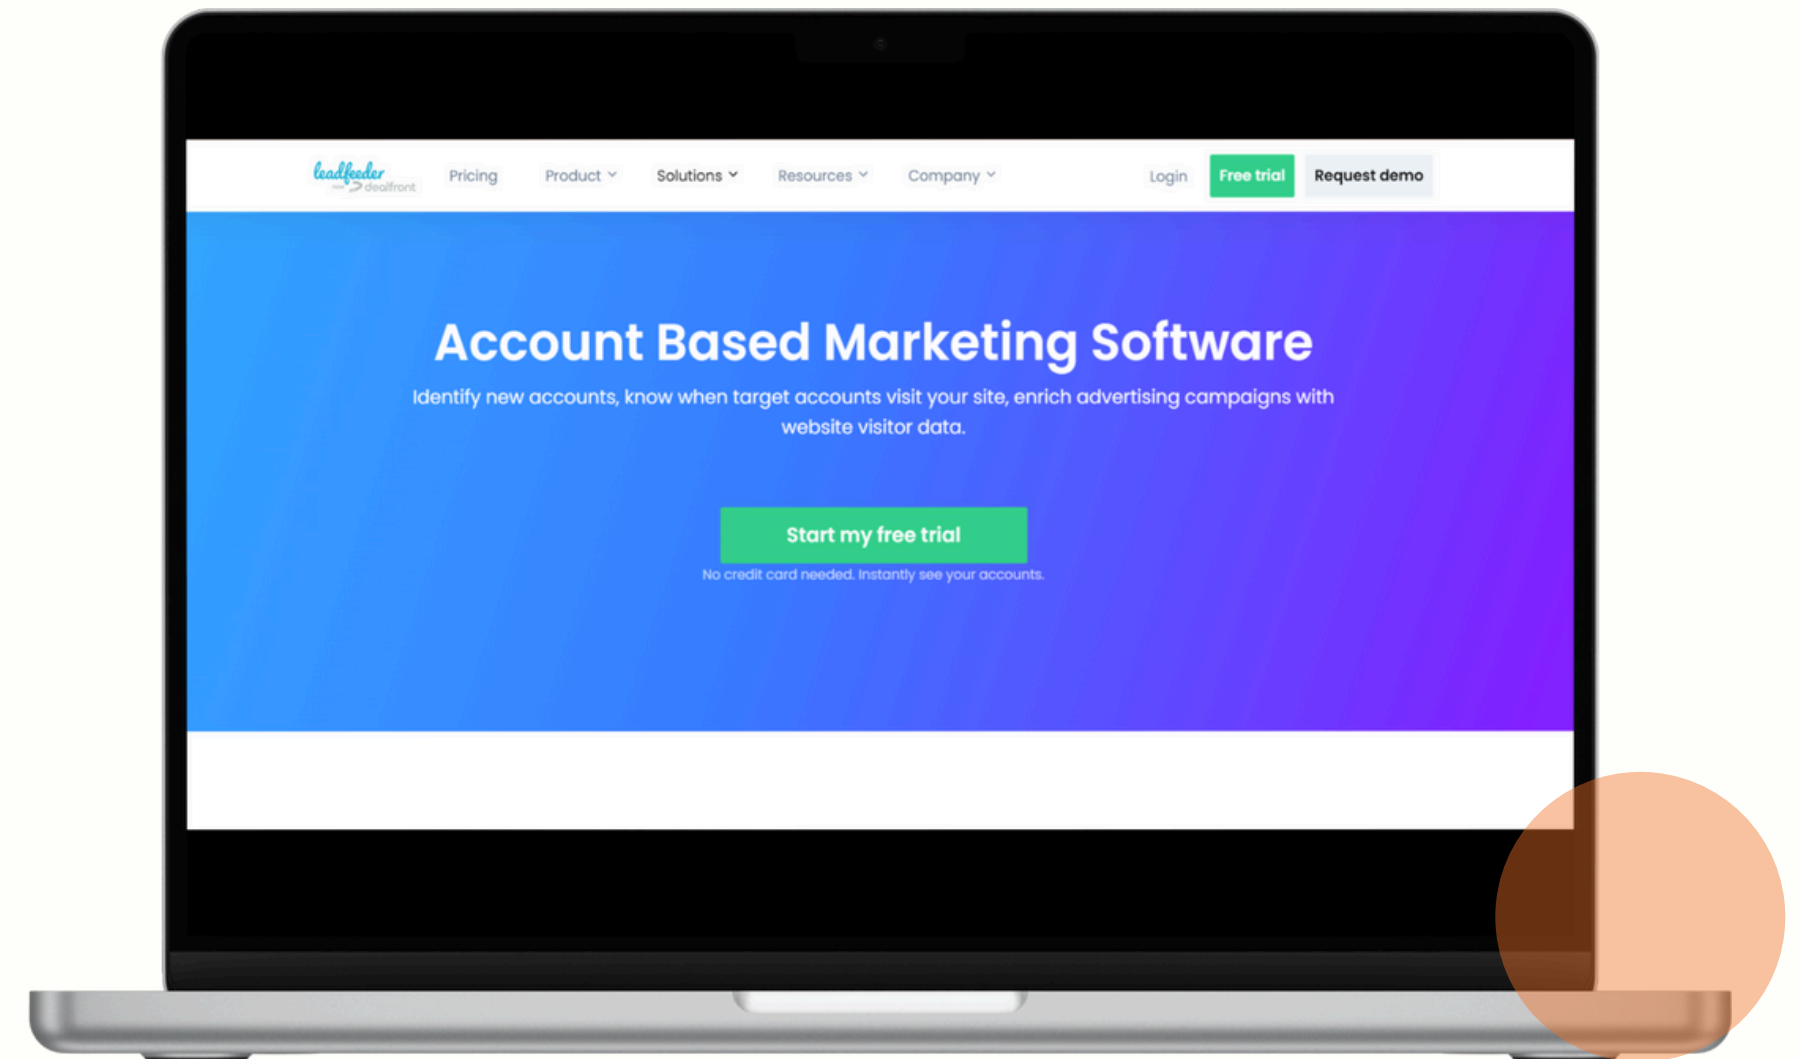 leadfeeder
now dealfront
Pricing
Product
Solutions
Resources
Company
Login
Free trial
Request demo
Account Based Marketing Software
Identify new accounts, know when target accounts visit your site, enrich advertising campaigns with
website visitor data.
Start my free trial
No credit card needed. Instantly see your accounts.